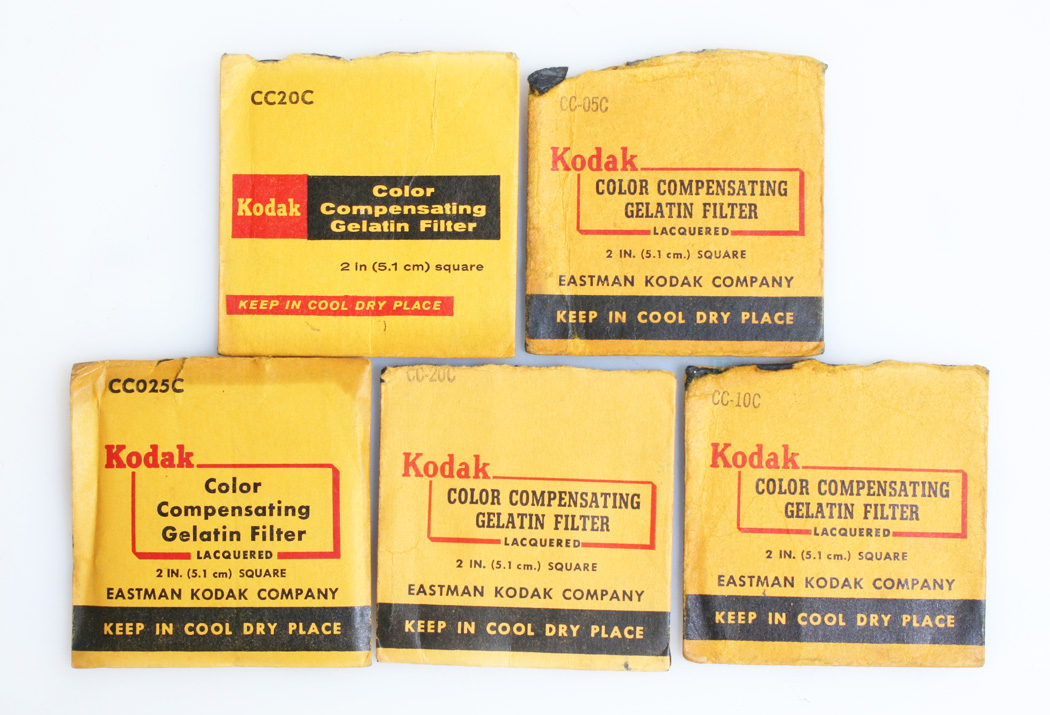 CC20C
Kodak
Color
Compensating
Gelatin Filter
2 in (5.1 cm) square
KEEP IN COOL DRY PLACE
CC-05C
Kodak
COLOR COMPENSATING
GELATIN FILTER
LACQUERED
2 IN. (5.1 cm.) SQUARE
EASTMAN KODAK COMPANY
KEEP IN COOL DRY PLACE
CC025C
Kodak
Color
Compensating
Gelatin Filter
LACQUERED
2 IN. (5.1 cm) SQUARE
EASTMAN KODAK COMPANY
KEEP IN COOL DRY PLACE
CC-20C
Kodak
COLOR COMPENSATING
GELATIN FILTER
LACQUERED
2 IN. (5.1 cm.) SQUARE
EASTMAN KODAK COMPANY
KEEP IN COOL DRY PLACE
CC-10C
Kodak
COLOR COMPENSATING
GELATIN FILTER
LACQUERED
2 IN. (5.1 cm.) SQUARE
EASTMAN KODAK COMPANY
KEEP IN COOL DRY PLACE